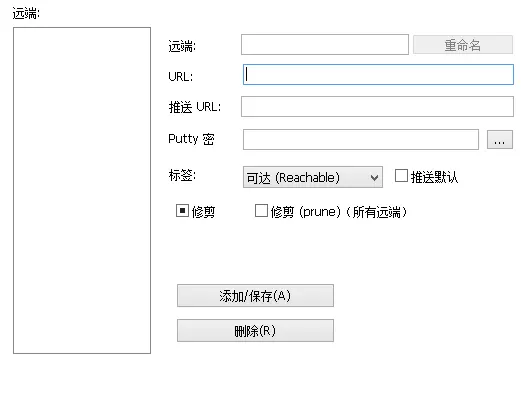 远端:
远端:
重命名
URL:
推送 URL:
Putty 密
...
标签:
可达 (Reachable)
推送默认
修剪
修剪 (prune)（所有远端）
添加/保存(A)
删除(R)